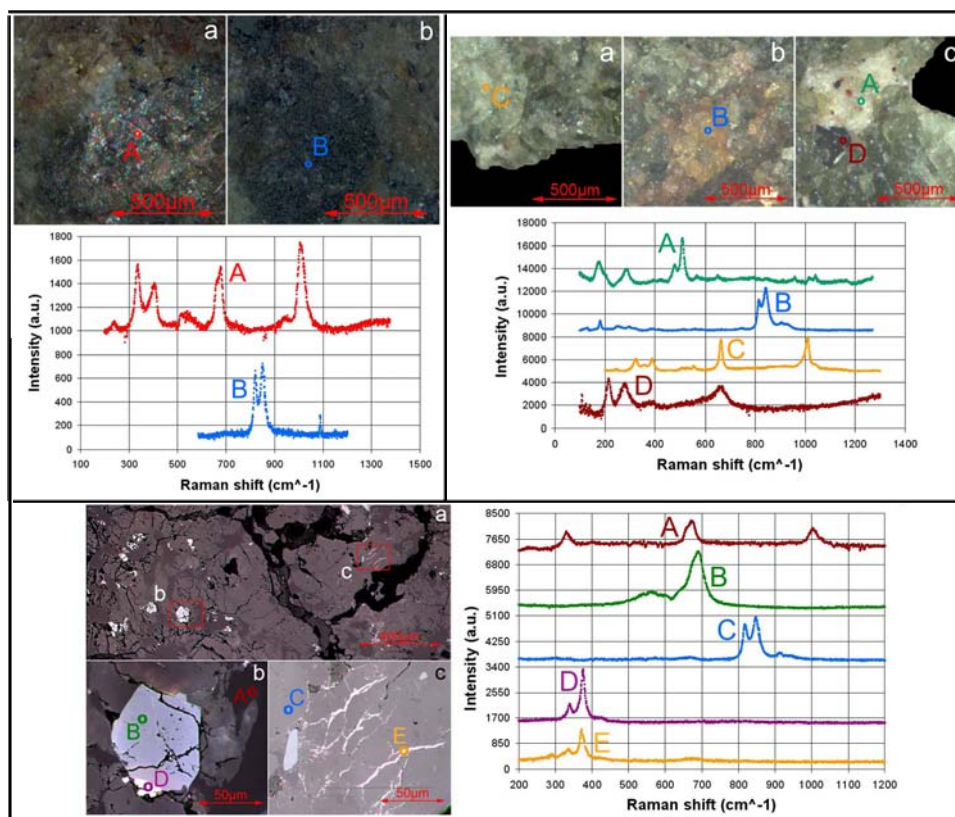 a
b
A
B
500µm
500µm
1800
1600
1400
1200
1000
800
600
400
200
0
A
B
Intensity (a.u.)
100 300 500 700 900 1100 1300 1500
Raman shift (cm^-1)
a
b
c
C
B
A
D
500µm
500µm
500µm
18000
16000
14000
12000
10000
8000
6000
4000
2000
0
A
B
C
D
Intensity (a.u.)
0 200 400 600 800 1000 1200 1400
Raman shift (cm^-1)
a
b
c
b
A
B
D
50µm
c
C
E
50µm
8500
7650
6800
5950
5100
4250
3400
2550
1700
850
0
A
B
C
D
E
Intensity (a.u.)
200 300 400 500 600 700 800 900 1000 1100 1200
Raman shift (cm^-1)